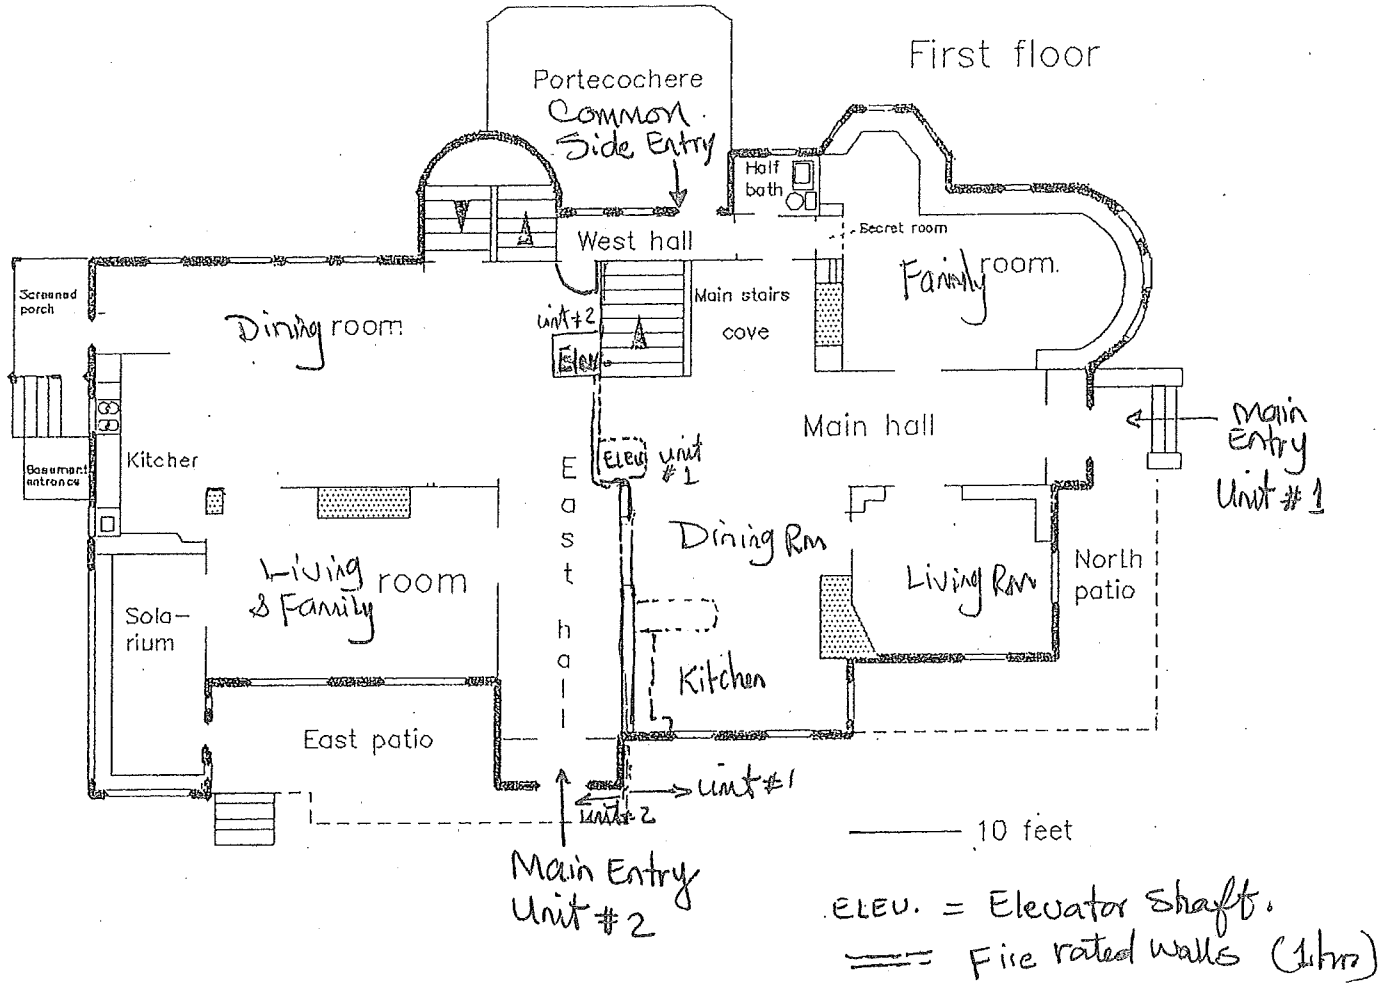 First floor
Portecochere
Common
Side Entry
Half
bath
West hall
Secret room
Family room.
Screened
porch
Dining room
unit #2
Elev.
Main stairs
cove
Main hall
Main
Entry
Unit #1
Kitcher
Basement
entrance
ELEV
unit
#1
East hall
Dining Rm
Living Rm
North
patio
Living
& Family
room
Sola-
rium
Kitchen
East patio
unit #1
unit #2
Main Entry
Unit #2
10 feet
ELEV. = Elevator Shaft.
= Fire rated walls (1hr)